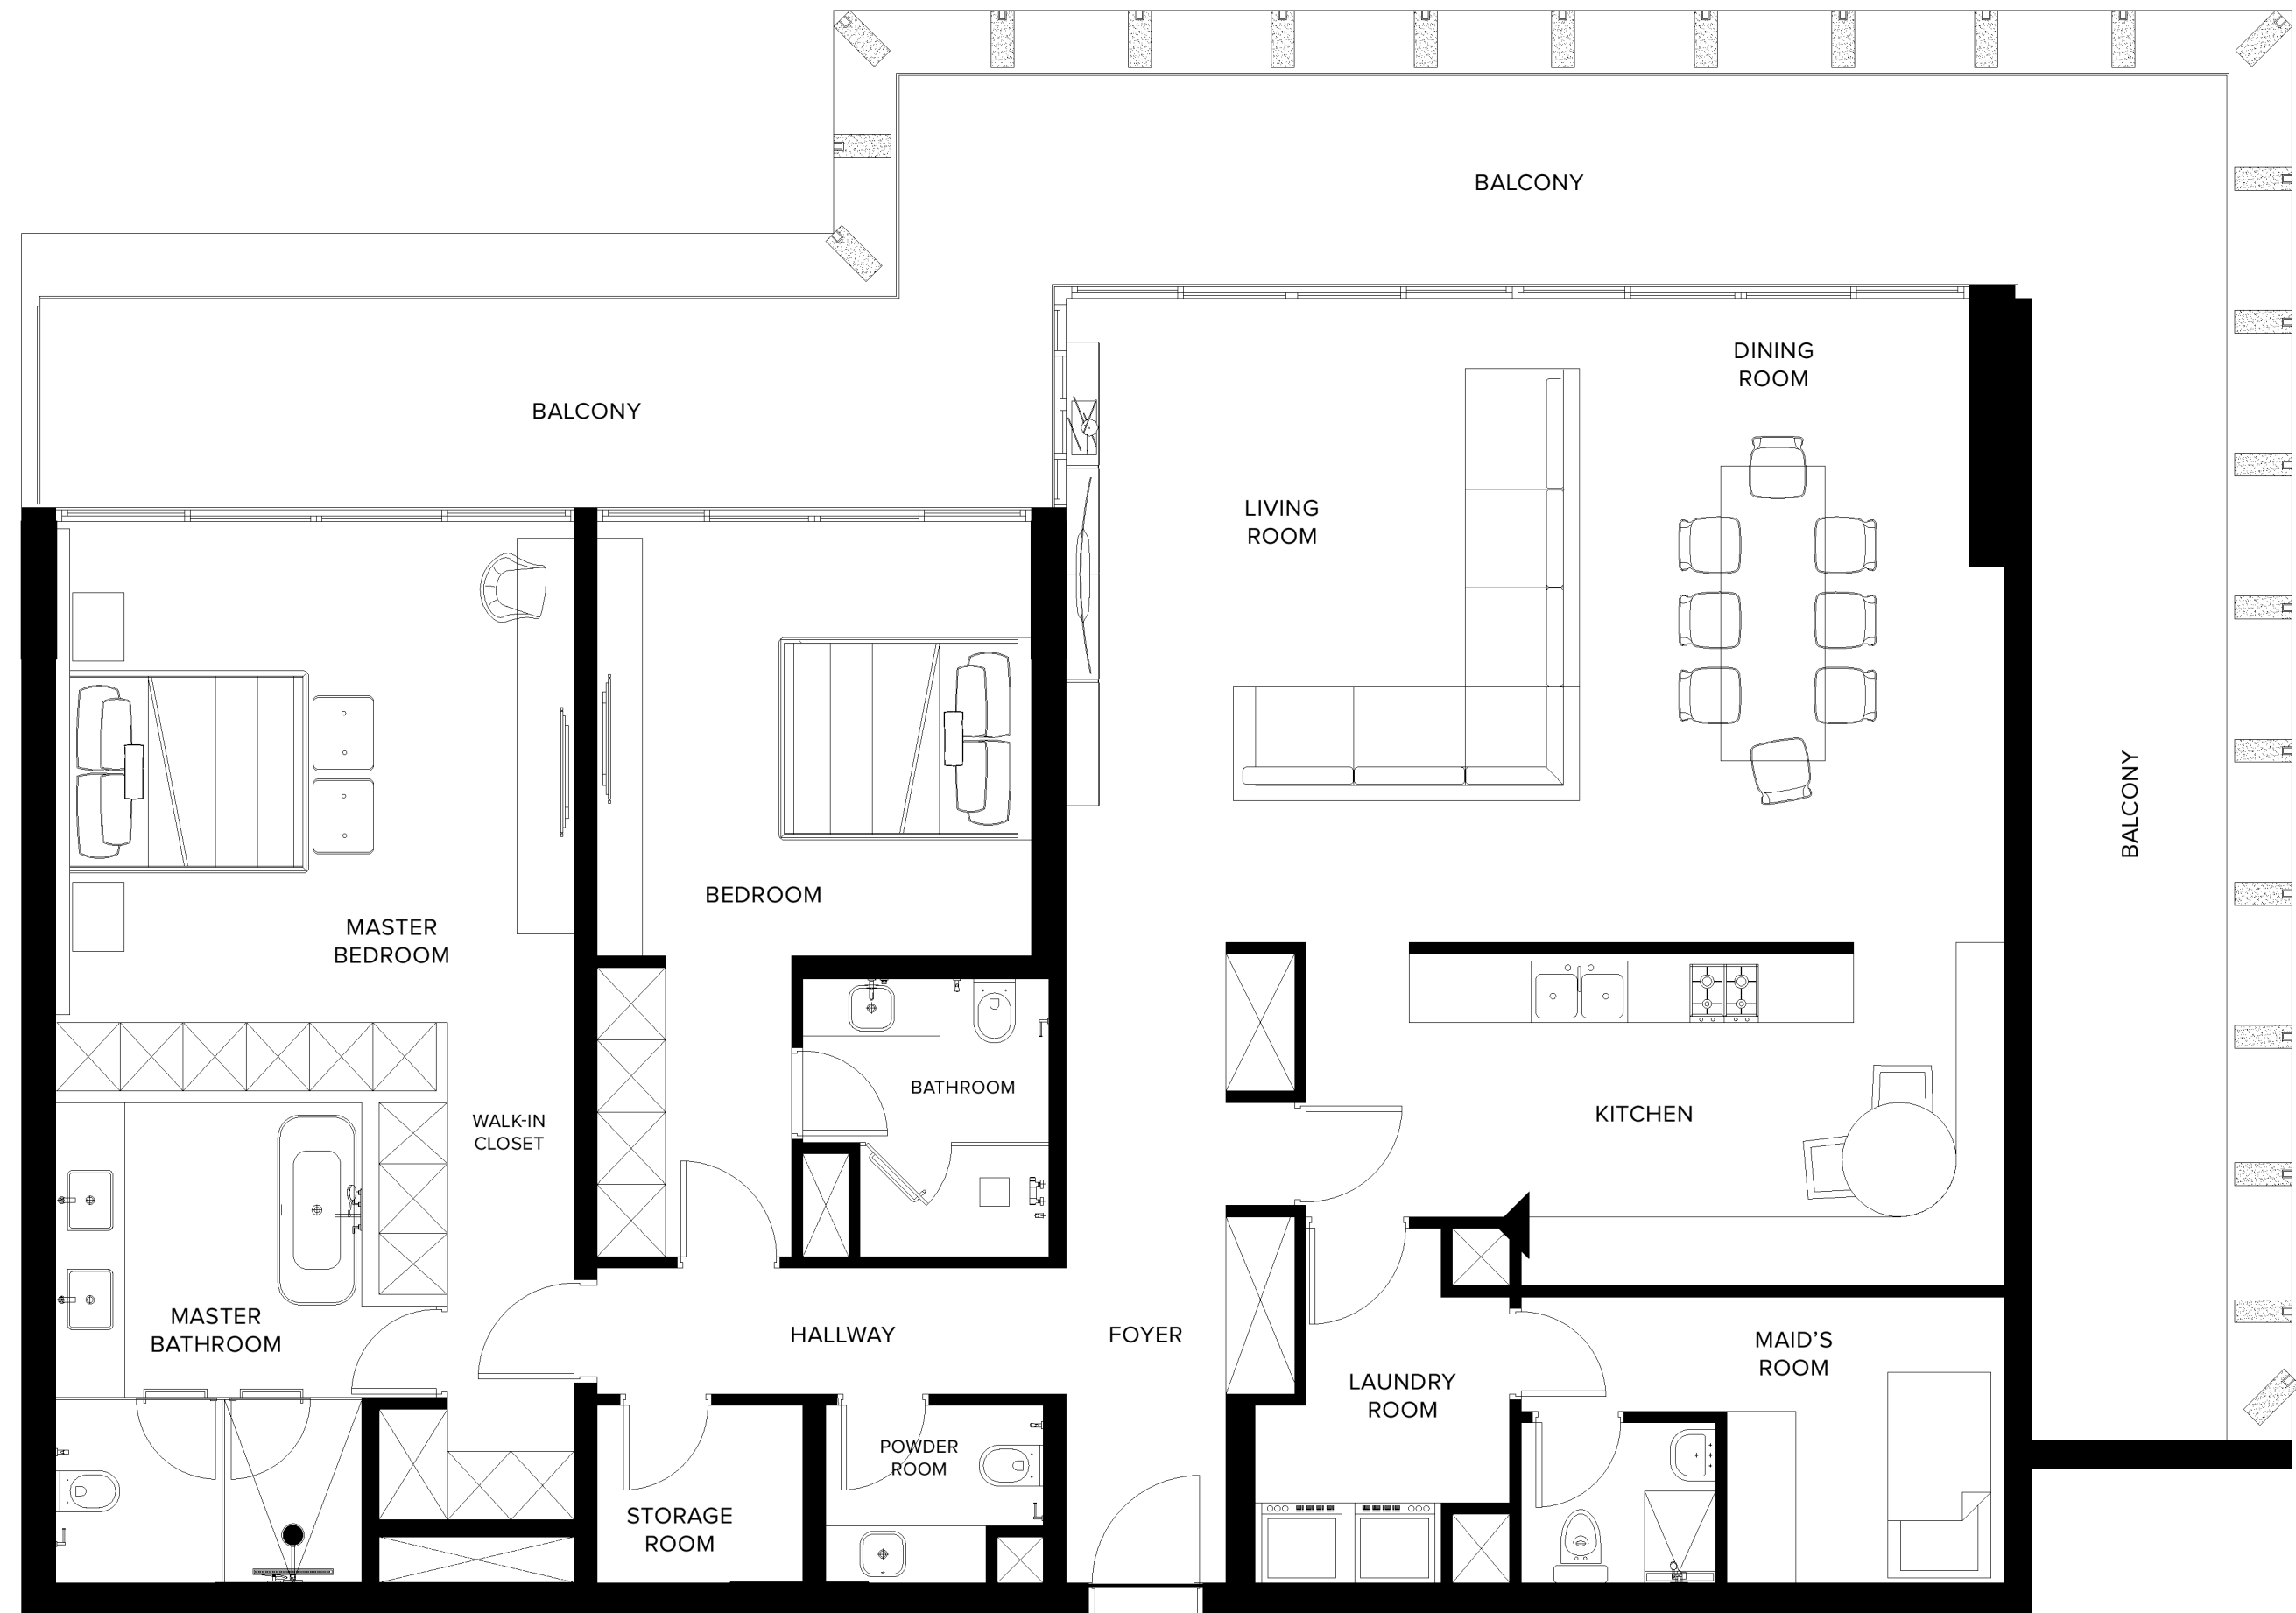 BALCONY
BALCONY
DINING
ROOM
LIVING
ROOM
BALCONY
BEDROOM
MASTER
BEDROOM
BATHROOM
WALK-IN
CLOSET
KITCHEN
MASTER
BATHROOM
HALLWAY
FOYER
MAID'S
ROOM
LAUNDRY
ROOM
POWDER
ROOM
STORAGE
ROOM